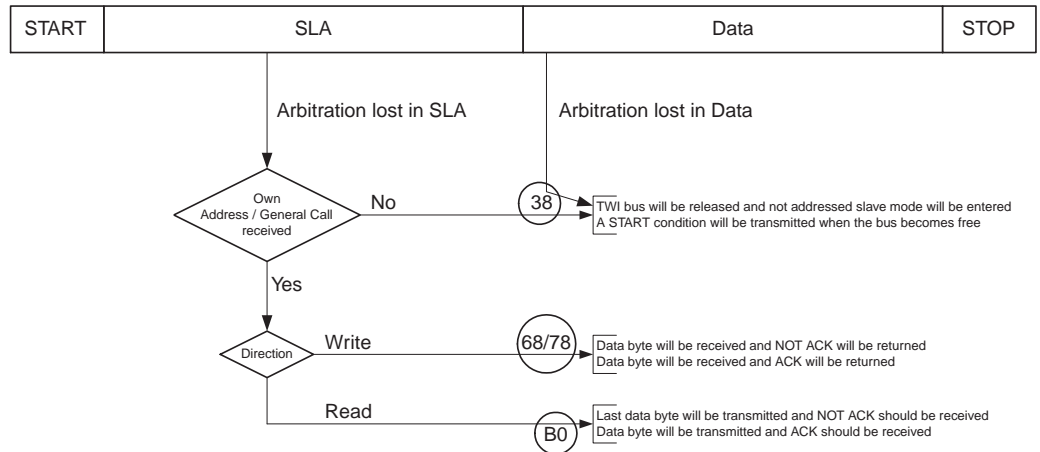 START SLA Data STOP
Arbitration lost in SLA Arbitration lost in Data
Own
Address / General Call
received
No
38
TWI bus will be released and not addressed slave mode will be entered
A START condition will be transmitted when the bus becomes free
Yes
Direction
Write
68/78
Data byte will be received and NOT ACK will be returned
Data byte will be received and ACK will be returned
Read
B0
Last data byte will be transmitted and NOT ACK should be received
Data byte will be transmitted and ACK should be received